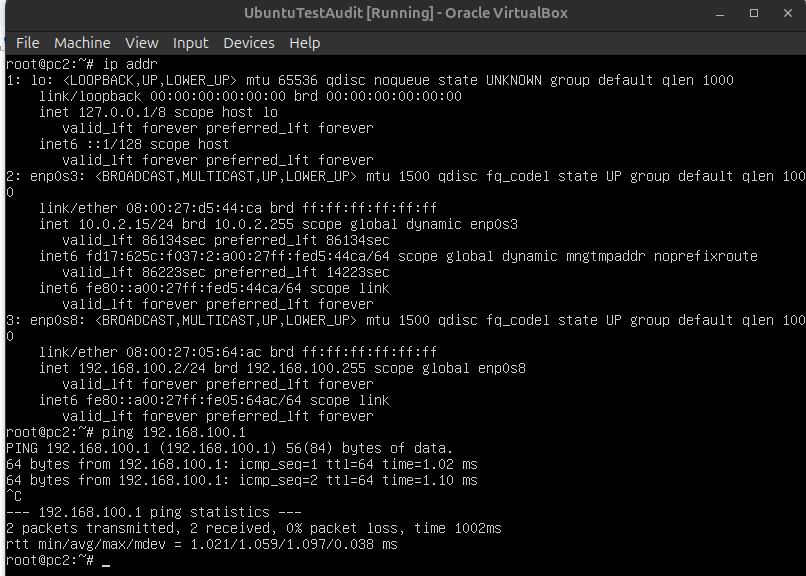 UbuntuTestAudit [Running] - Oracle VirtualBox
File Machine View Input Devices Help
root@pc2:~# ip addr
1: lo: <LOOPBACK,UP,LOWER_UP> mtu 65536 qdisc noqueue state UNKNOWN group default qlen 1000
    link/loopback 00:00:00:00:00:00 brd 00:00:00:00:00:00
    inet 127.0.0.1/8 scope host lo
       valid_lft forever preferred_lft forever
    inet6 ::1/128 scope host
       valid_lft forever preferred_lft forever
2: enp0s3: <BROADCAST,MULTICAST,UP,LOWER_UP> mtu 1500 qdisc fq_codel state UP group default qlen 100
0
    link/ether 08:00:27:d5:44:ca brd ff:ff:ff:ff:ff:ff
    inet 10.0.2.15/24 brd 10.0.2.255 scope global dynamic enp0s3
       valid_lft 86134sec preferred_lft 86134sec
    inet6 fd17:625c:f037:2:a00:27ff:fed5:44ca/64 scope global dynamic mngtmpaddr noprefixroute
       valid_lft 86223sec preferred_lft 14223sec
    inet6 fe80::a00:27ff:fed5:44ca/64 scope link
       valid_lft forever preferred_lft forever
3: enp0s8: <BROADCAST,MULTICAST,UP,LOWER_UP> mtu 1500 qdisc fq_codel state UP group default qlen 100
0
    link/ether 08:00:27:05:64:ac brd ff:ff:ff:ff:ff:ff
    inet 192.168.100.2/24 brd 192.168.100.255 scope global enp0s8
       valid_lft forever preferred_lft forever
    inet6 fe80::a00:27ff:fe05:64ac/64 scope link
       valid_lft forever preferred_lft forever
root@pc2:~# ping 192.168.100.1
PING 192.168.100.1 (192.168.100.1) 56(84) bytes of data.
64 bytes from 192.168.100.1: icmp_seq=1 ttl=64 time=1.02 ms
64 bytes from 192.168.100.1: icmp_seq=2 ttl=64 time=1.10 ms
^C
--- 192.168.100.1 ping statistics ---
2 packets transmitted, 2 received, 0% packet loss, time 1002ms
rtt min/avg/max/mdev = 1.021/1.059/1.097/0.038 ms
root@pc2:~# _